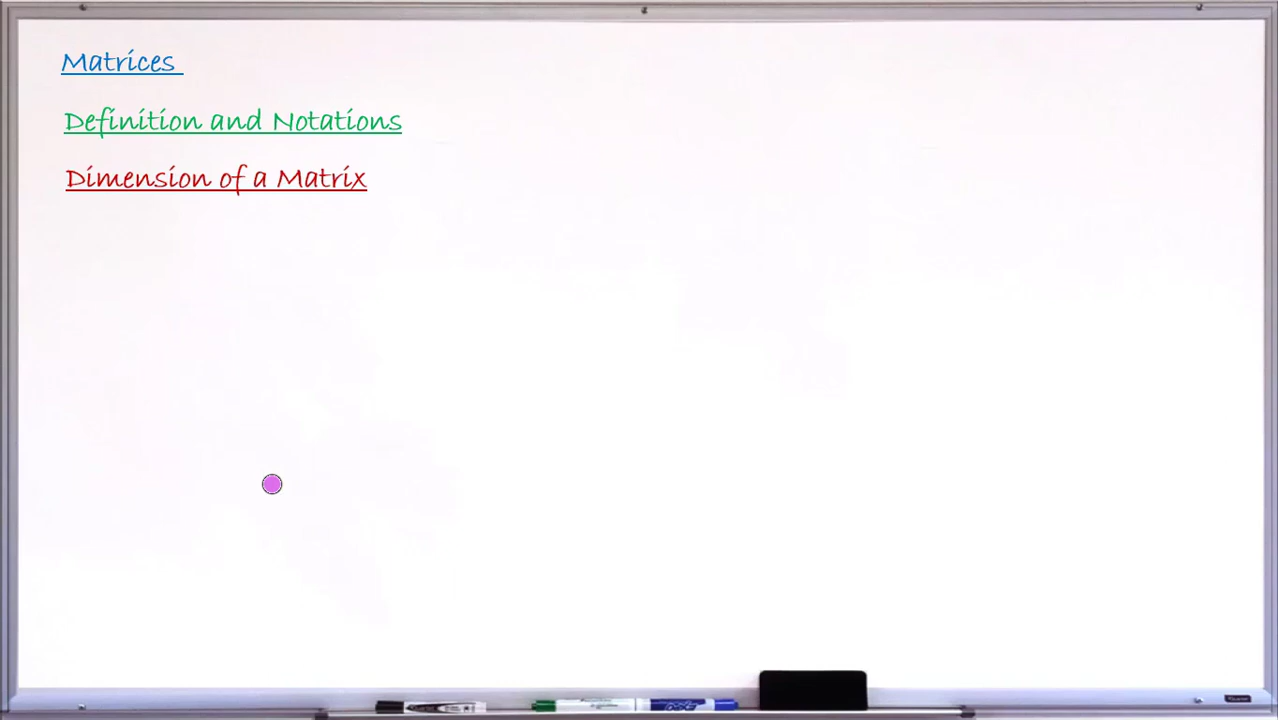 Matrices
Definition and Notations
Dimension of a Matrix